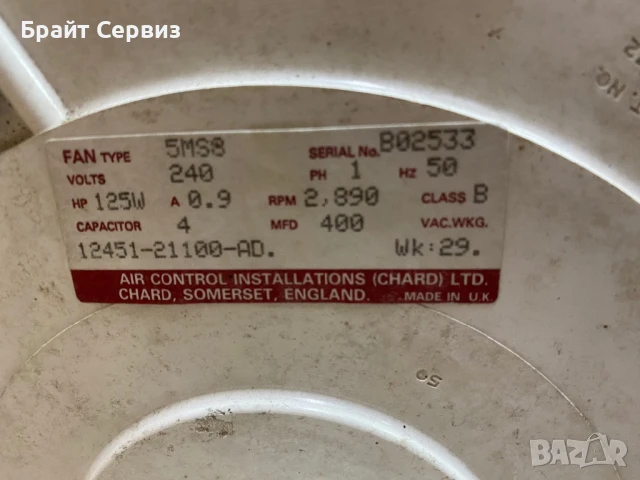 Брайт Сервиз
FAN TYPE 5MS8 SERIAL No. B02533
VOLTS 240 PH 1 HZ 50
HP 125W A 0.9 RPM 2,890 CLASS B
CAPACITOR 4 MFD 400 VAC.WKG.
12451-21100-AD. Wk:29.
AIR CONTROL INSTALLATIONS (CHARD) LTD.
CHARD, SOMERSET, ENGLAND. MADE IN U.K.
50
BAZAR